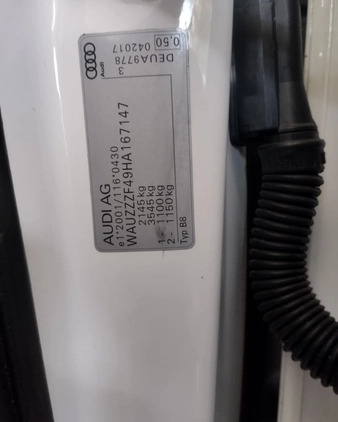 AUDI AG
e1*2001/116*0430
WAUZZZF49HA167147
2145 kg
3545 kg
1 - 1100 kg
2 - 1150 kg
Typ B8
Audi
3
DEUA9778
042017
0,50